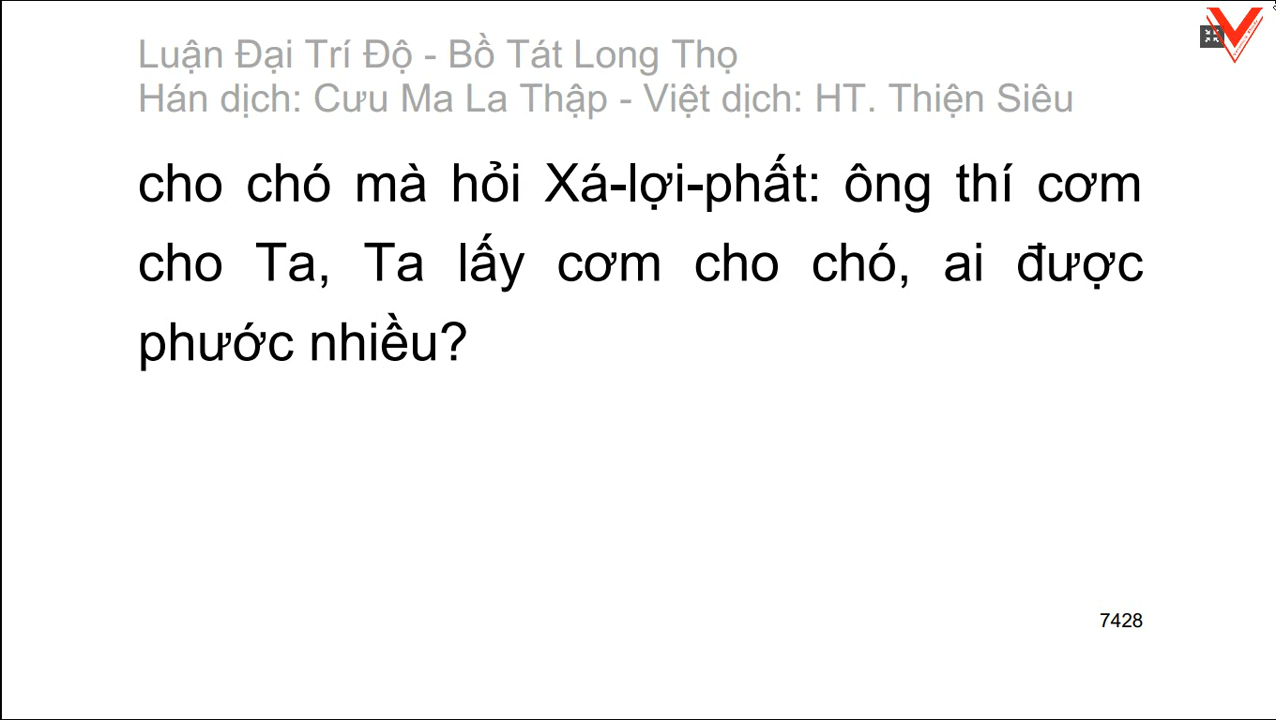 Luận Đại Trí Độ - Bồ Tát Long Thọ
Hán dịch: Cưu Ma La Thập - Việt dịch: HT. Thiện Siêu
cho chó mà hỏi Xá-lợi-phất: ông thí cơm
cho Ta, Ta lấy cơm cho chó, ai được
phước nhiều?
7428